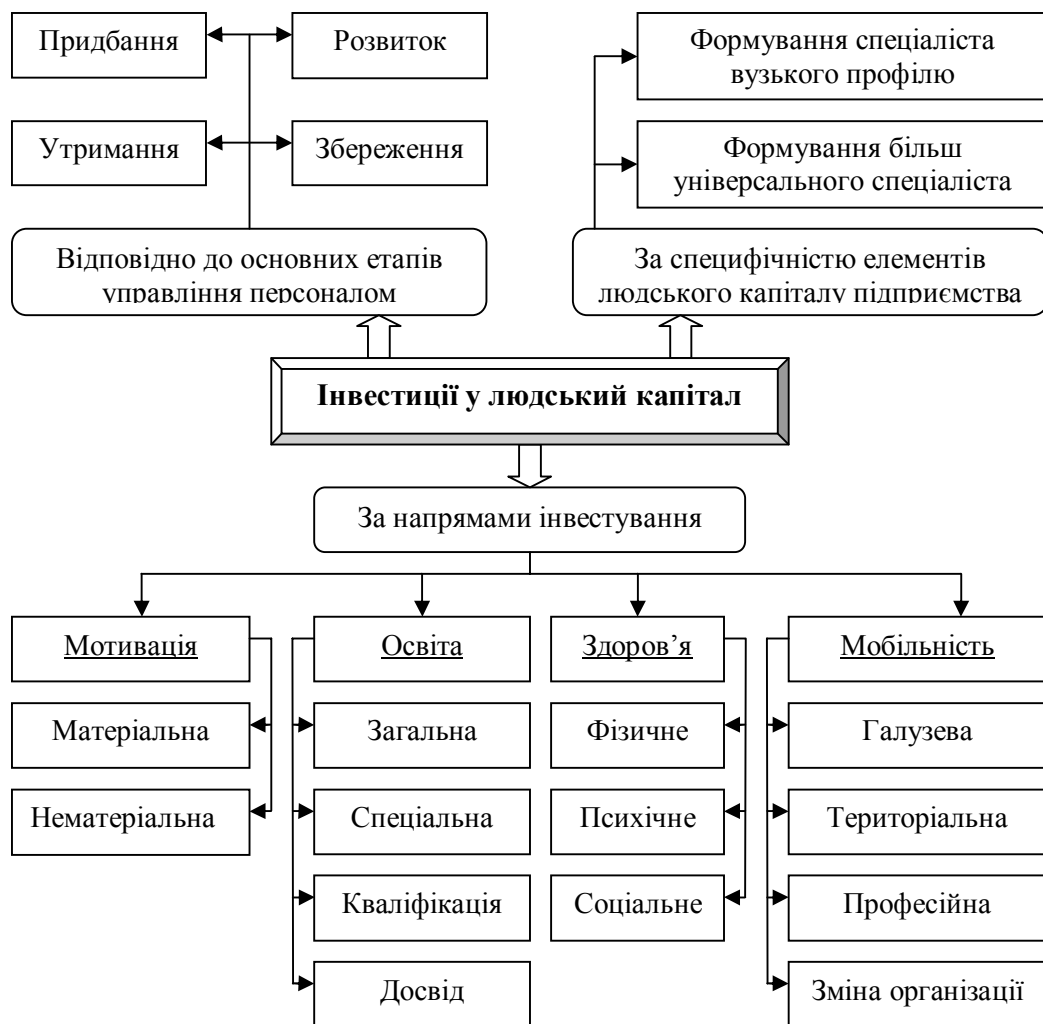 Придбання
Розвиток
Утримання
Збереження
Відповідно до основних етапів
управління персоналом
Формування спеціаліста
вузького профілю
Формування більш
універсального спеціаліста
За специфічністю елементів
людського капіталу підприємства
Інвестиції у людський капітал
За напрямами інвестування
Мотивація
Матеріальна
Нематеріальна
Освіта
Загальна
Спеціальна
Кваліфікація
Досвід
Здоров’я
Фізичне
Психічне
Соціальне
Мобільність
Галузева
Територіальна
Професійна
Зміна організації